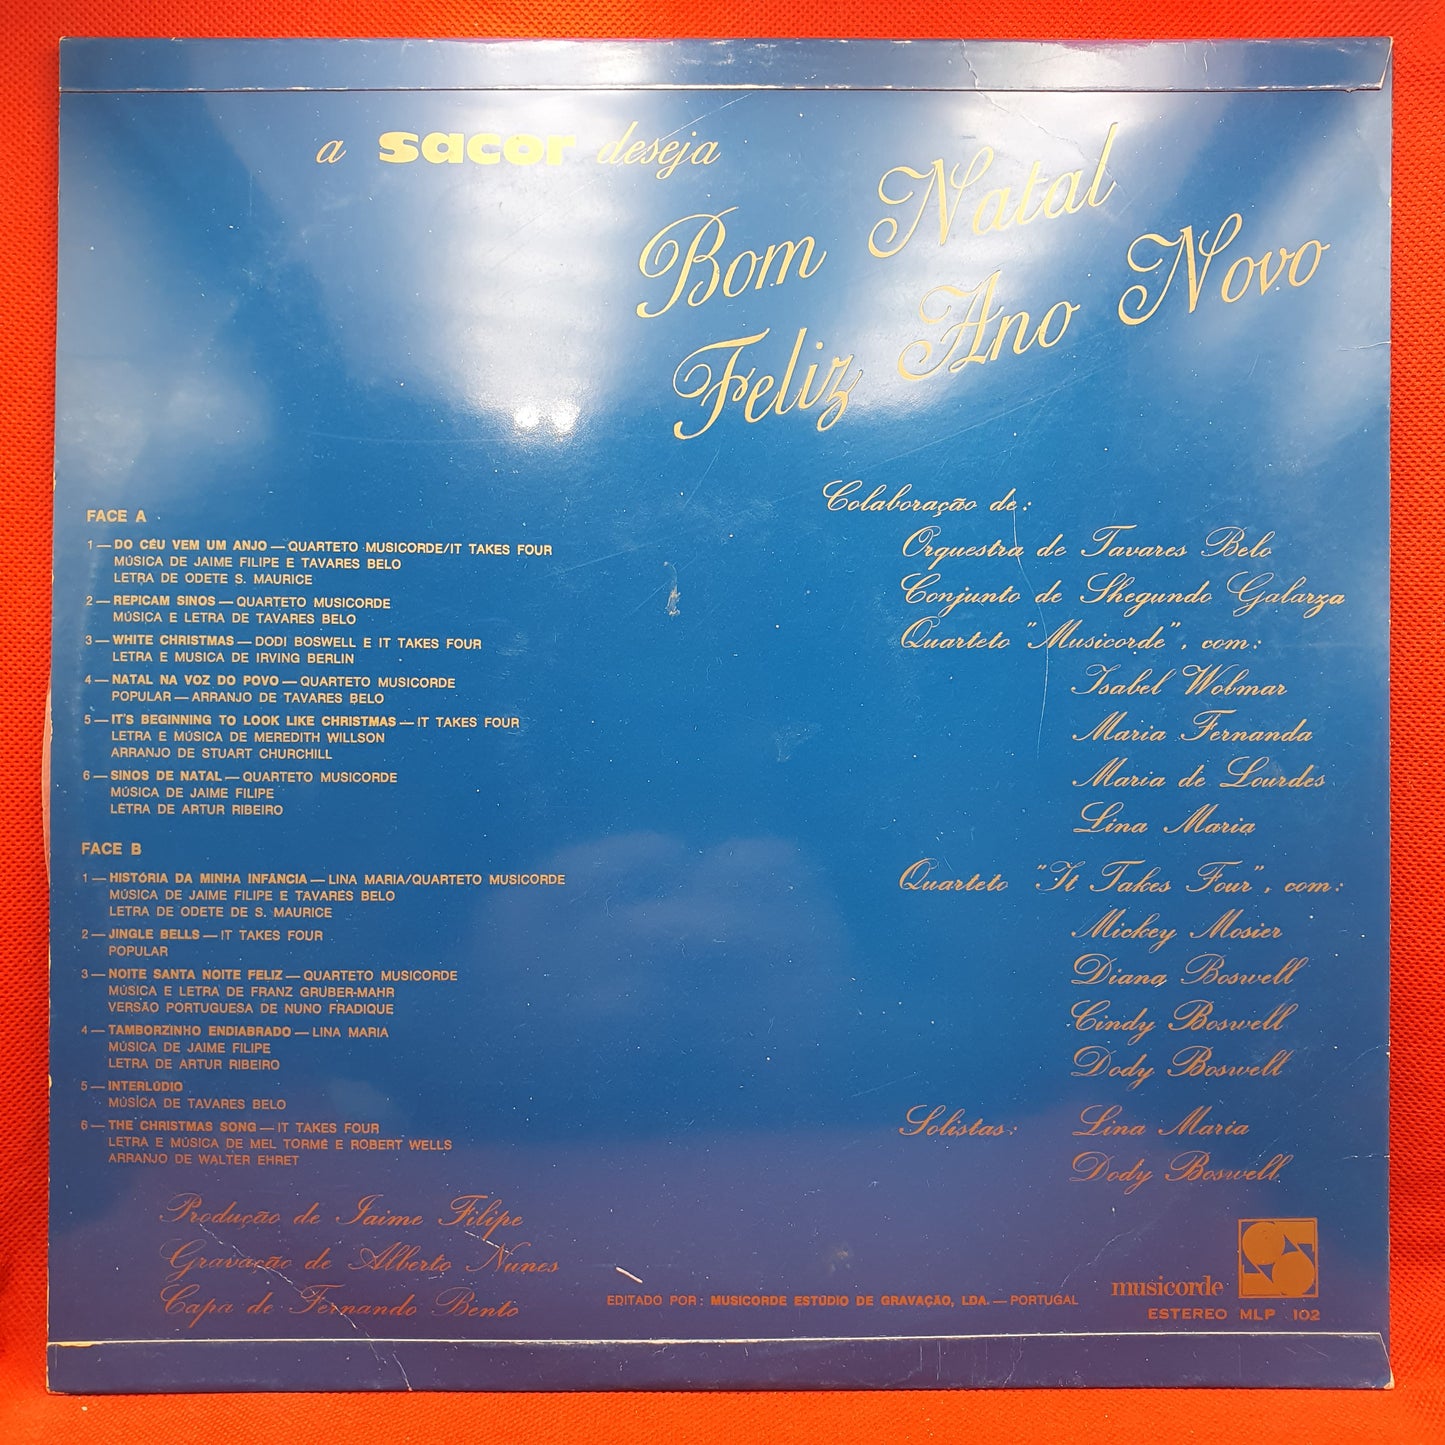 a sacor deseja
Bom Natal
Feliz Ano Novo
FACE A
1 — DO CÉU VEM UM ANJO — QUARTETO MUSICORDE/IT TAKES FOUR
MÚSICA DE JAIME FILIPE E TAVARES BELO
LETRA DE ODETE S. MAURICE
2 — REPICAM SINOS — QUARTETO MUSICORDE
MÚSICA E LETRA DE TAVARES BELO
3 — WHITE CHRISTMAS — DODI BOSWELL E IT TAKES FOUR
LETRA E MUSICA DE IRVING BERLIN
4 — NATAL NA VOZ DO POVO — QUARTETO MUSICORDE
POPULAR — ARRANJO DE TAVARES BELO
5 — IT'S BEGINNING TO LOOK LIKE CHRISTMAS — IT TAKES FOUR
LETRA E MÚSICA DE MEREDITH WILLSON
ARRANJO DE STUART CHURCHILL
6 — SINOS DE NATAL — QUARTETO MUSICORDE
MÚSICA DE JAIME FILIPE
LETRA DE ARTUR RIBEIRO
FACE B
1 — HISTÓRIA DA MINHA INFÂNCIA — LINA MARIA/QUARTETO MUSICORDE
MÚSICA DE JAIME FILIPE E TAVARES BELO
LETRA DE ODETE DE S. MAURICE
2 — JINGLE BELLS — IT TAKES FOUR
POPULAR
3 — NOITE SANTA NOITE FELIZ — QUARTETO MUSICORDE
MÚSICA E LETRA DE FRANZ GRUBER-MAHR
VERSÃO PORTUGUESA DE NUNO FRADIQUE
4 — TAMBORZINHO ENDIABRADO — LINA MARIA
MÚSICA DE JAIME FILIPE
LETRA DE ARTUR RIBEIRO
5 — INTERLÚDIO
MÚSICA DE TAVARES BELO
6 — THE CHRISTMAS SONG — IT TAKES FOUR
LETRA E MÚSICA DE MEL TORMÉ E ROBERT WELLS
ARRANJO DE WALTER EHRET
Colaboração de:
Orquestra de Tavares Belo
Conjunto de Shegundo Galarza
Quarteto "Musicorde", com:
Isabel Wolmar
Maria Fernanda
Maria de Lourdes
Lina Maria
Quarteto "It Takes Four", com:
Mickey Mosier
Diana Boswell
Cindy Boswell
Dody Boswell
Solistas: Lina Maria
Dody Boswell
Produção de Jaime Filipe
Gravação de Alberto Nunes
Capa de Fernando Bento
EDITADO POR: MUSICORDE ESTÚDIO DE GRAVAÇÃO, LDA. — PORTUGAL
musicorde
ESTEREO MLP 102